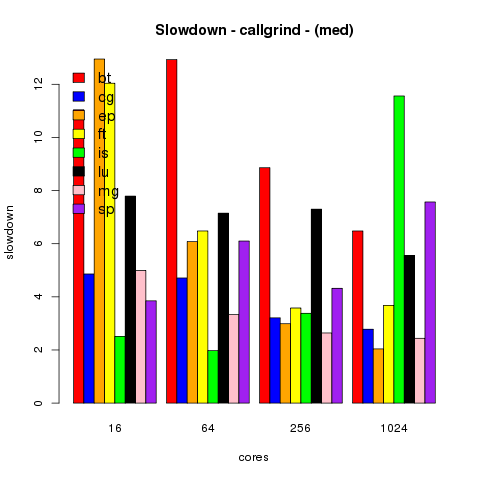 Slowdown - callgrind - (med)
slowdown
12
10
8
6
4
2
0
bt
cg
ep
ft
is
lu
mg
sp
16 64 256 1024
cores